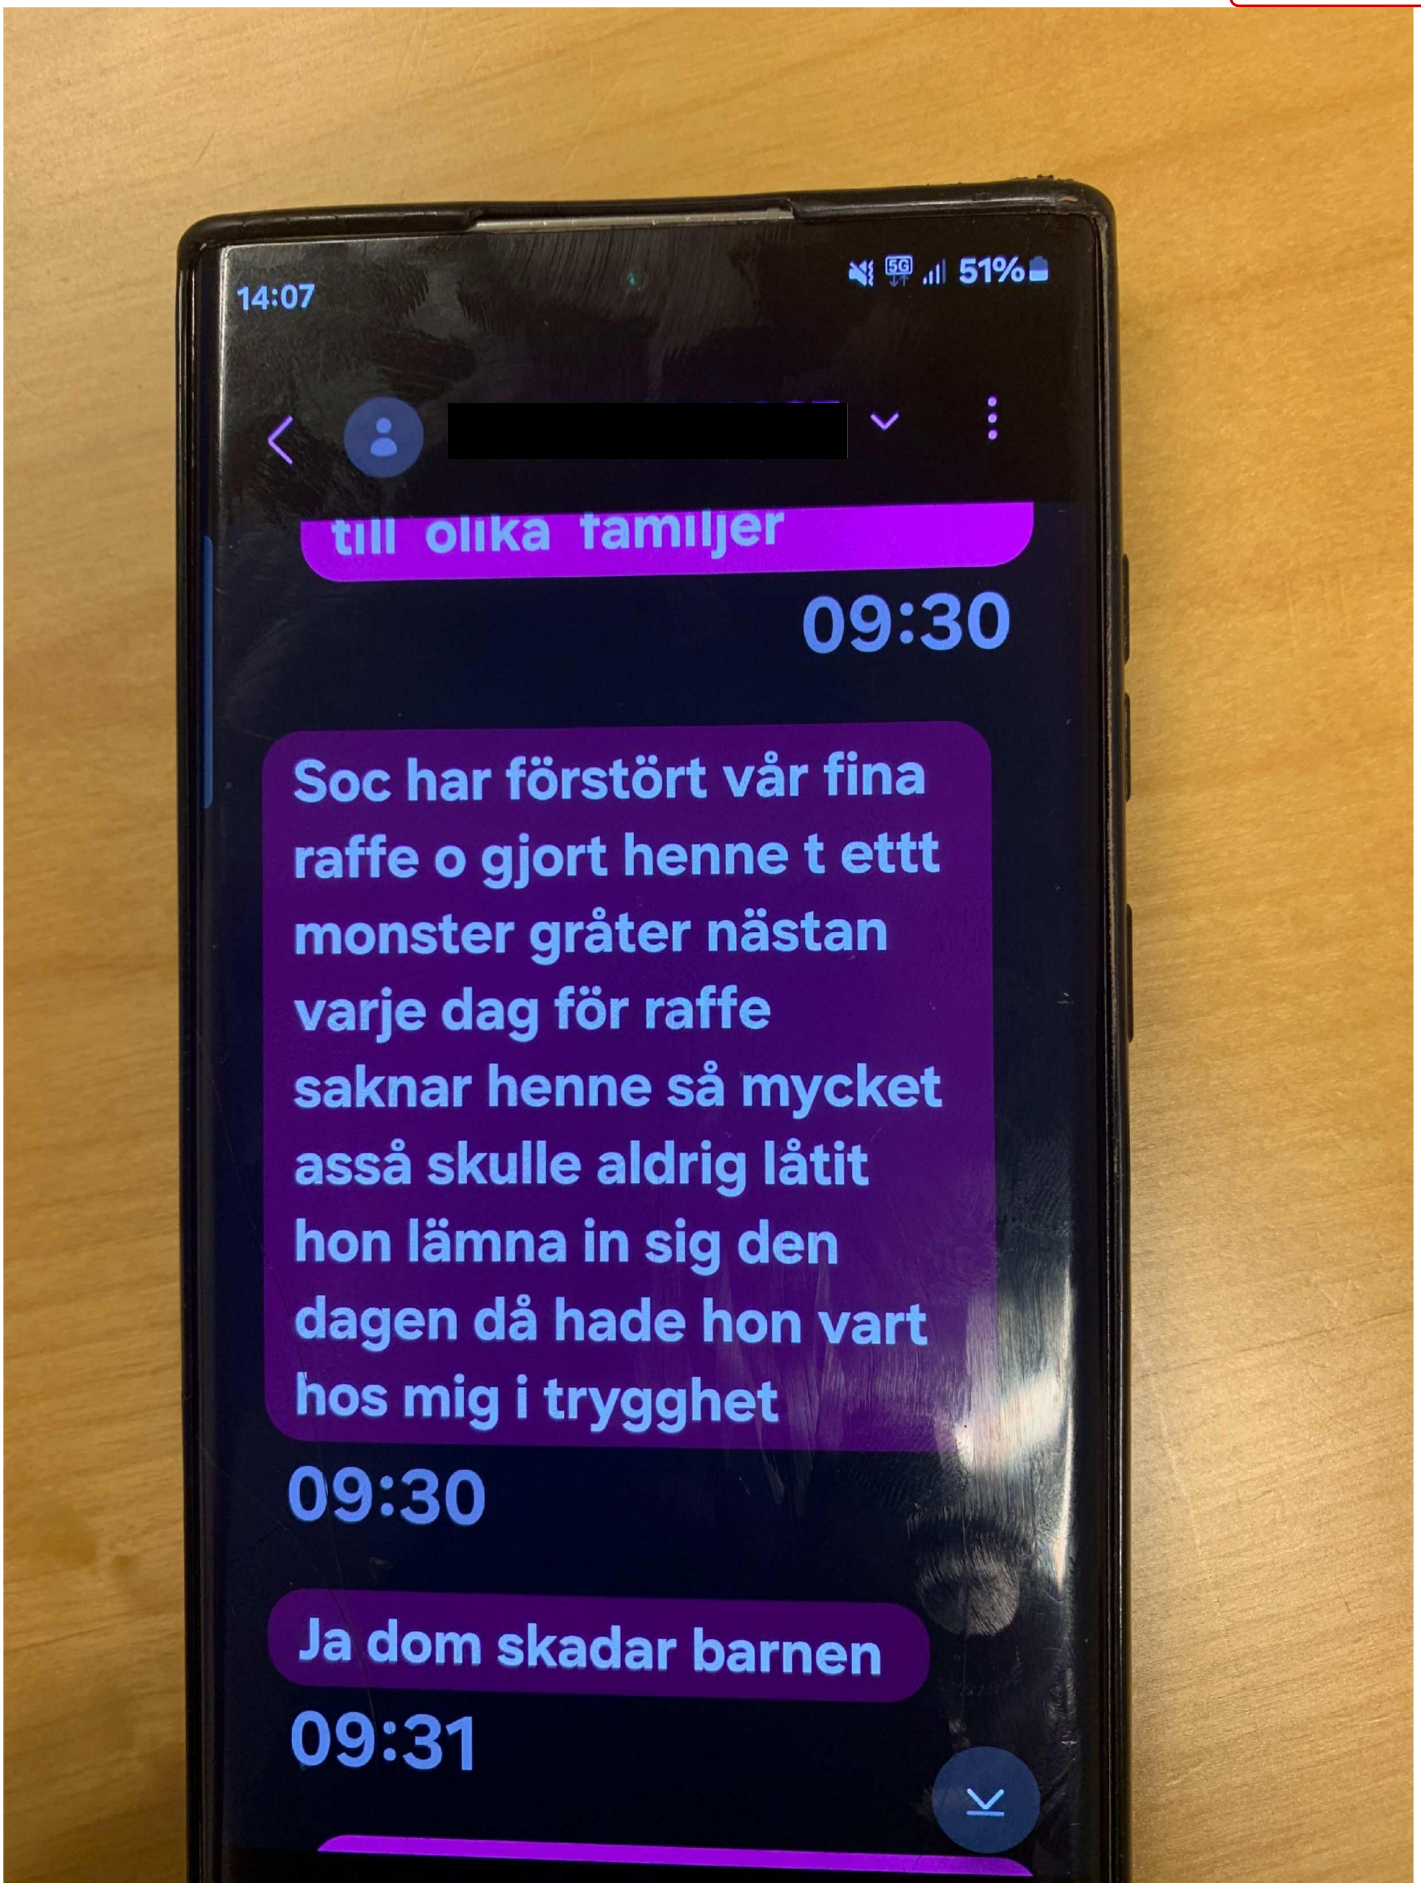 14:07
5G
51%
till olika familjer
09:30
Soc har förstört vår fina
raffe o gjort henne t ettt
monster gråter nästan
varje dag för raffe
saknar henne så mycket
asså skulle aldrig låtit
hon lämna in sig den
dagen då hade hon vart
hos mig i trygghet
09:30
Ja dom skadar barnen
09:31